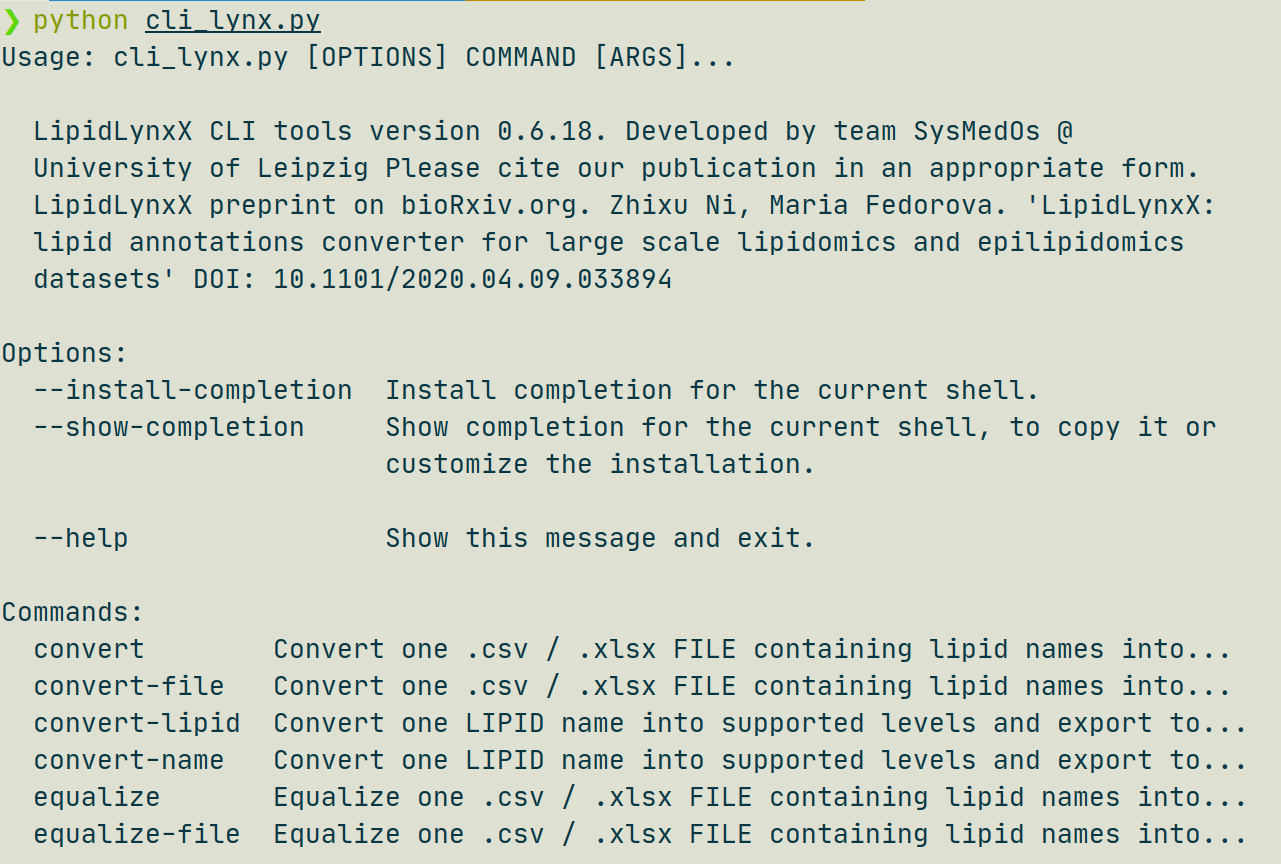 ❯ python cli_lynx.py
Usage: cli_lynx.py [OPTIONS] COMMAND [ARGS]...
LipidLynxX CLI tools version 0.6.18. Developed by team SysMedOs @
University of Leipzig Please cite our publication in an appropriate form.
LipidLynxX preprint on bioRxiv.org. Zhixu Ni, Maria Fedorova. 'LipidLynxX:
lipid annotations converter for large scale lipidomics and epilipidomics
datasets' DOI: 10.1101/2020.04.09.033894
Options:
--install-completion  Install completion for the current shell.
--show-completion     Show completion for the current shell, to copy it or
customize the installation.
--help                Show this message and exit.
Commands:
convert        Convert one .csv / .xlsx FILE containing lipid names into...
convert-file   Convert one .csv / .xlsx FILE containing lipid names into...
convert-lipid  Convert one LIPID name into supported levels and export to...
convert-name   Convert one LIPID name into supported levels and export to...
equalize       Equalize one .csv / .xlsx FILE containing lipid names into...
equalize-file  Equalize one .csv / .xlsx FILE containing lipid names into...